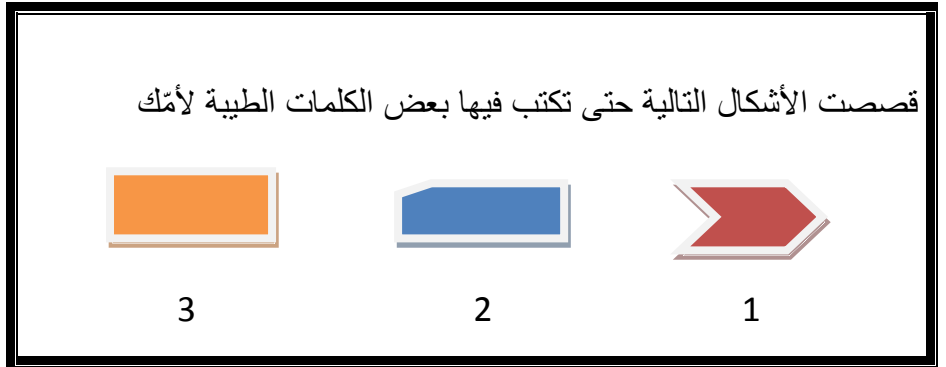 قصصت الأشكال التالية حتى تكتب فيها بعض الكلمات الطيبة لأمّك
1 2 3